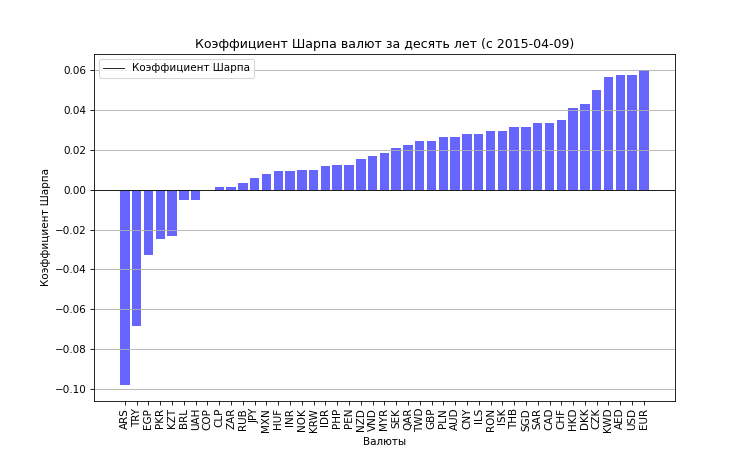 Коэффициент Шарпа валют за десять лет (с 2015-04-09)
Коэффициент Шарпа
0.06
0.04
0.02
0.00
−0.02
−0.04
−0.06
−0.08
−0.10
Коэффициент Шарпа
ARS TRY EGP PKR KZT BRL UAH COP CLP ZAR RUB JPY MXN HUF INR NOK KRW IDR PHP PEN NZD VND MYR SEK QAR TWD GBP PLN AUD CNY ILS RON ISK THB SGD SAR CAD CHF HKD DKK CZK KWD AED USD EUR
Валюты